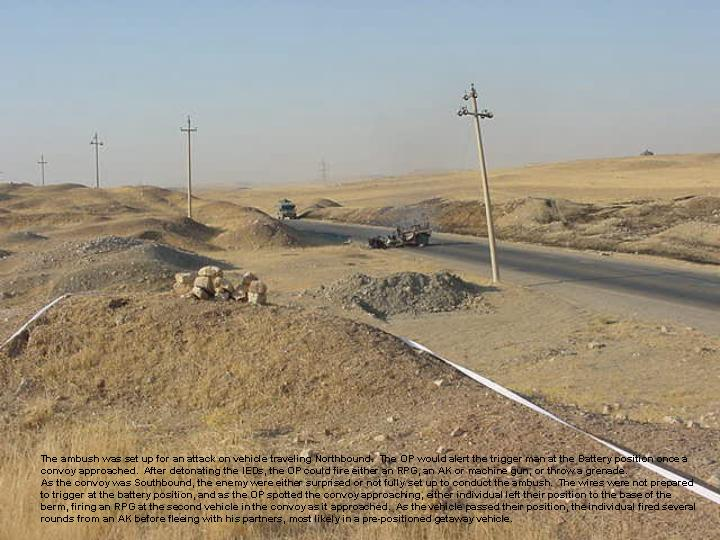 The ambush was set up for an attack on vehicle traveling Northbound.  The OP would alert the trigger man at the Battery position once a
convoy approached.  After detonating the IEDs, the OP could fire either an RPG, an AK or machine gun, or throw a grenade.
As the convoy was Southbound, the enemy were either surprised or not fully set up to conduct the ambush.  The wires were not prepared
to trigger at the battery position, and as the OP spotted the convoy approaching, either individual left their position to the base of the
berm, firing an RPG at the second vehicle in the convoy as it approached.  As the vehicle passed their position, the individual fired several
rounds from an AK before fleeing with his partners, most likely in a pre-positioned getaway vehicle.